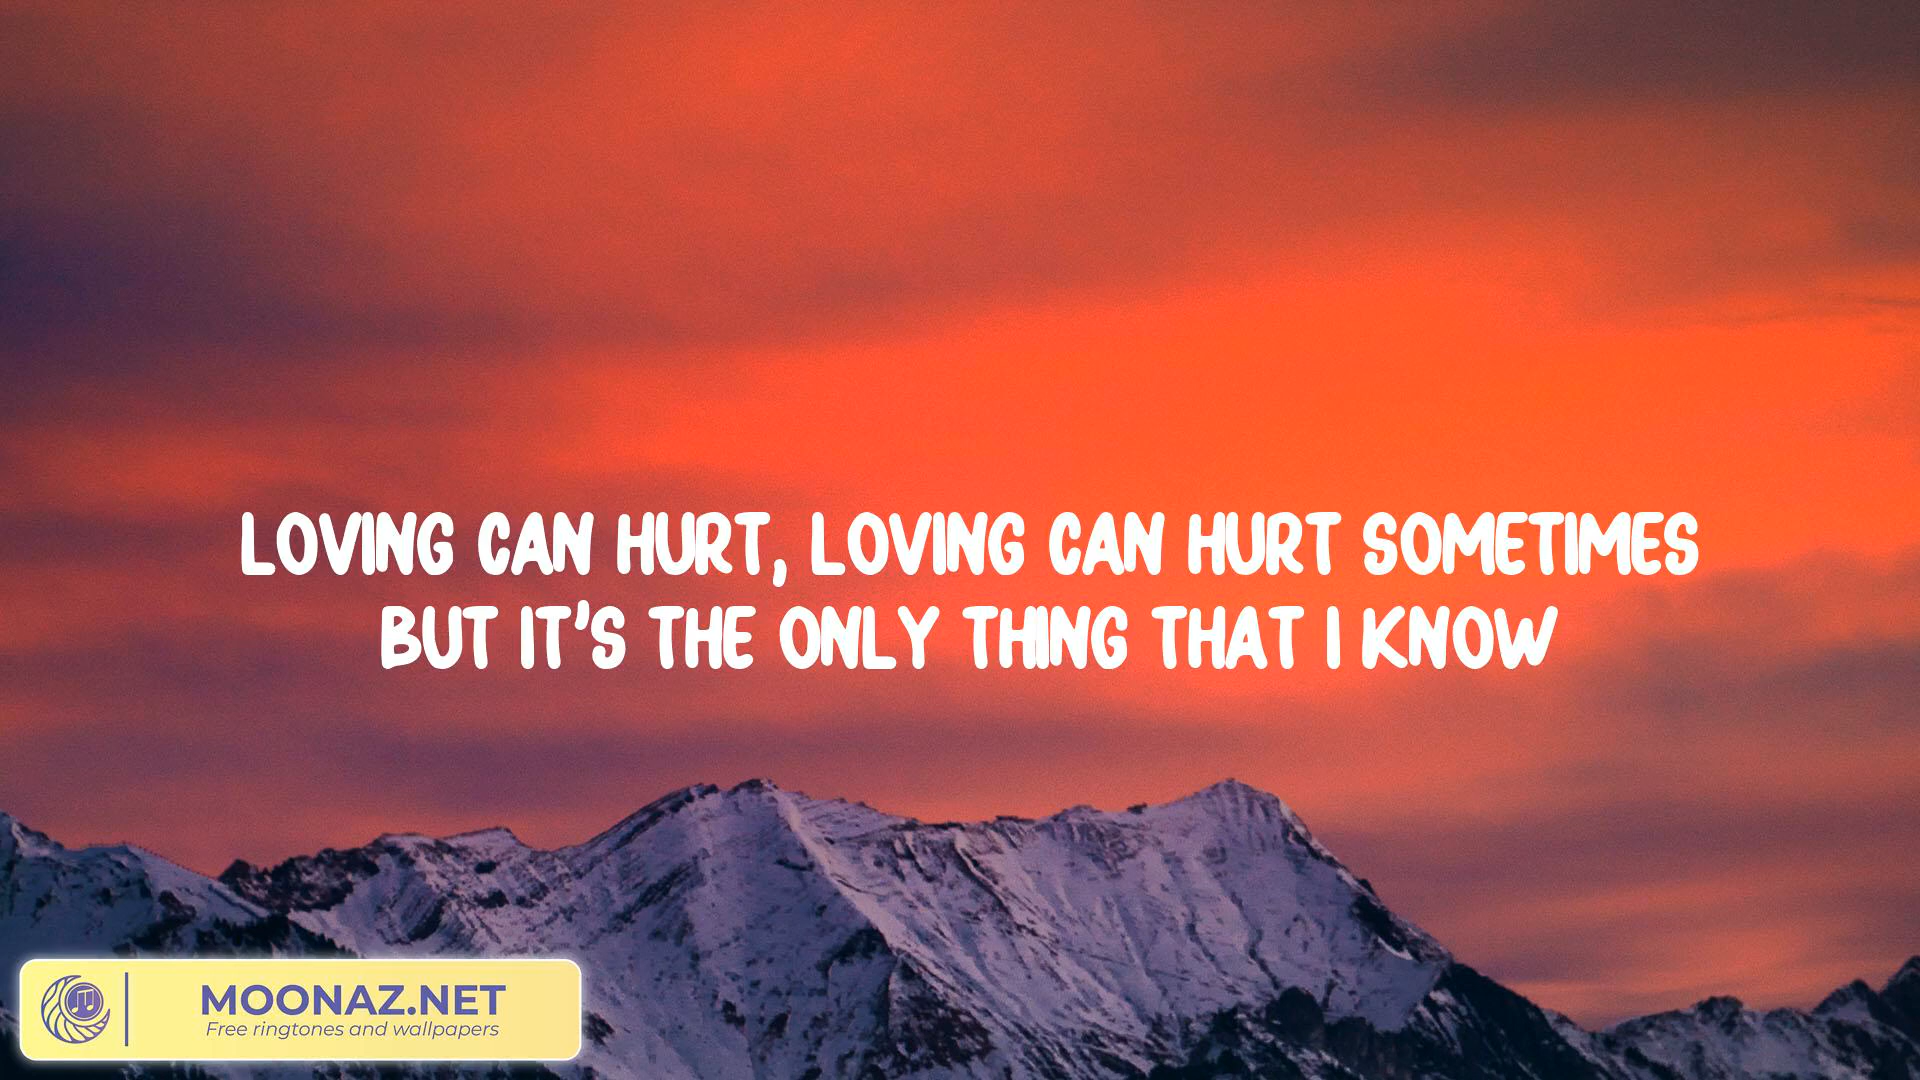 LOVING CAN HURT, LOVING CAN HURT SOMETIMES
BUT IT'S THE ONLY THING THAT I KNOW
MOONAZ.NET
Free ringtones and wallpapers